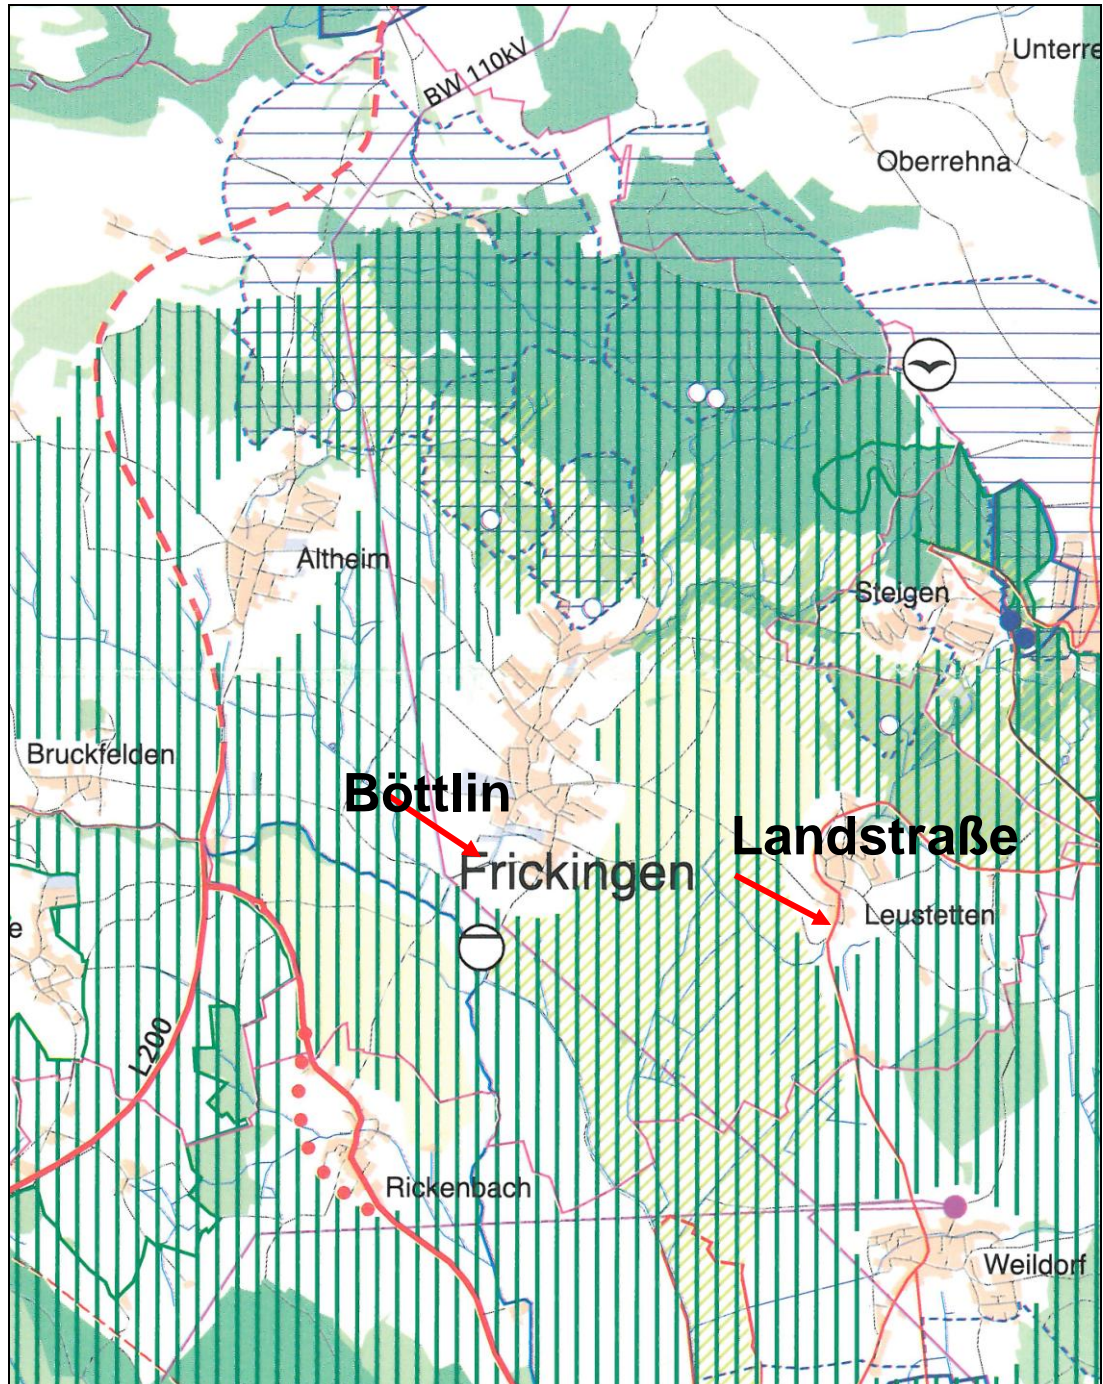 Unterre
BW 110kV
Oberrehna
Altheim
Steigen
Bruckfelden
Böttlin
Landstraße
Frickingen
Leustetten
e
L200
Rickenbach
Weildorf